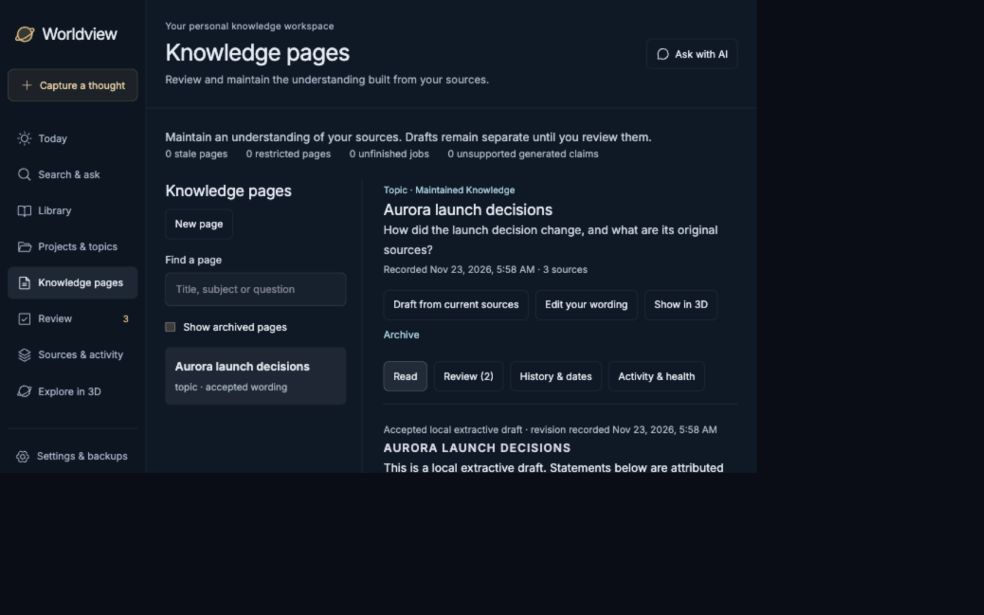 Worldview
Capture a thought
Today
Search & ask
Library
Projects & topics
Knowledge pages
Review 3
Sources & activity
Explore in 3D
Settings & backups
Your personal knowledge workspace
Knowledge pages
Review and maintain the understanding built from your sources.
Ask with AI
Maintain an understanding of your sources. Drafts remain separate until you review them.
0 stale pages 0 restricted pages 0 unfinished jobs 0 unsupported generated claims
Knowledge pages
New page
Find a page
Title, subject or question
Show archived pages
Aurora launch decisions
topic · accepted wording
Topic · Maintained Knowledge
Aurora launch decisions
How did the launch decision change, and what are its original
sources?
Recorded Nov 23, 2026, 5:58 AM · 3 sources
Draft from current sources Edit your wording Show in 3D
Archive
Read Review (2) History & dates Activity & health
Accepted local extractive draft · revision recorded Nov 23, 2026, 5:58 AM
AURORA LAUNCH DECISIONS
This is a local extractive draft. Statements below are attributed